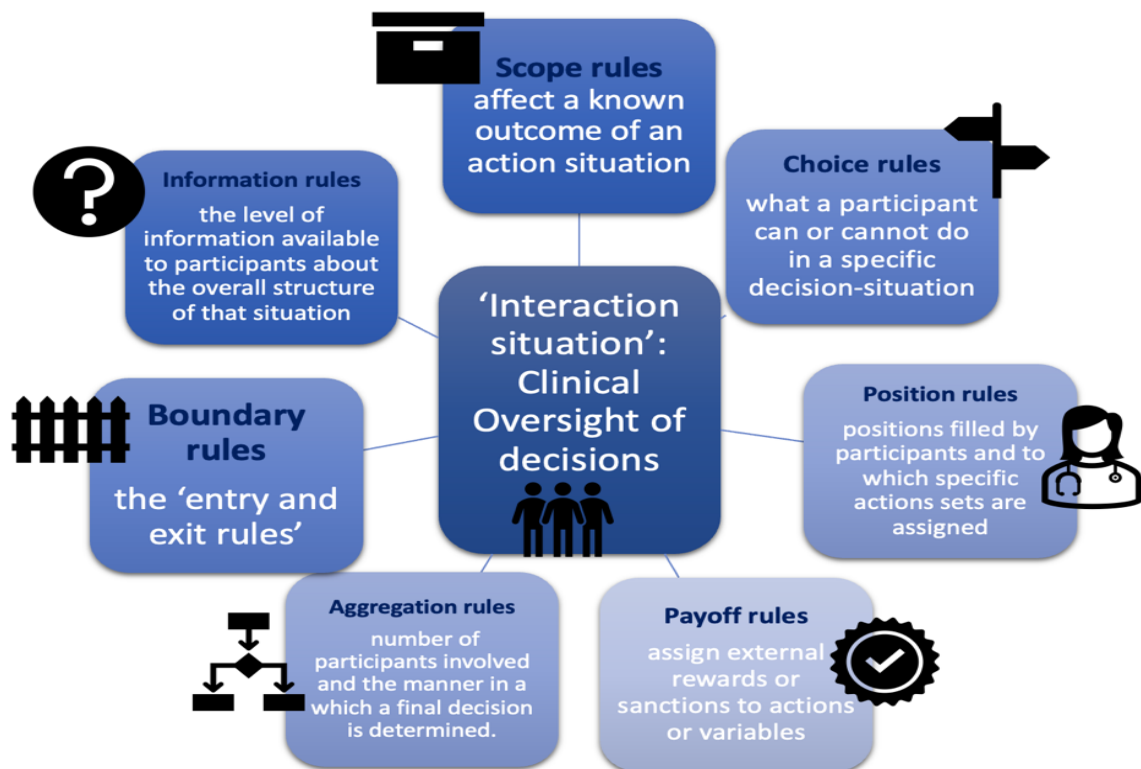 Scope rules
affect a known
outcome of an
action situation
Choice rules
what a participant
can or cannot do
in a specific
decision-situation
Position rules
positions filled by
participants and to
which specific
actions sets are
assigned
Payoff rules
assign external
rewards or
sanctions to actions
or variables
Aggregation rules
number of
participants involved
and the manner in a
which a final decision
is determined.
Boundary
rules
the ‘entry and
exit rules’
Information rules
the level of
information available
to participants about
the overall structure
of that situation
‘Interaction
situation’:
Clinical
Oversight of
decisions